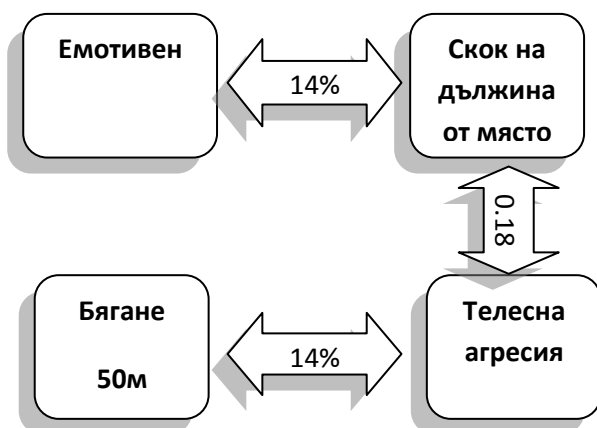 Емотивен
14%
Скок на
дължина
от място
0.18
Бягане
50м
14%
Телесна
агресия